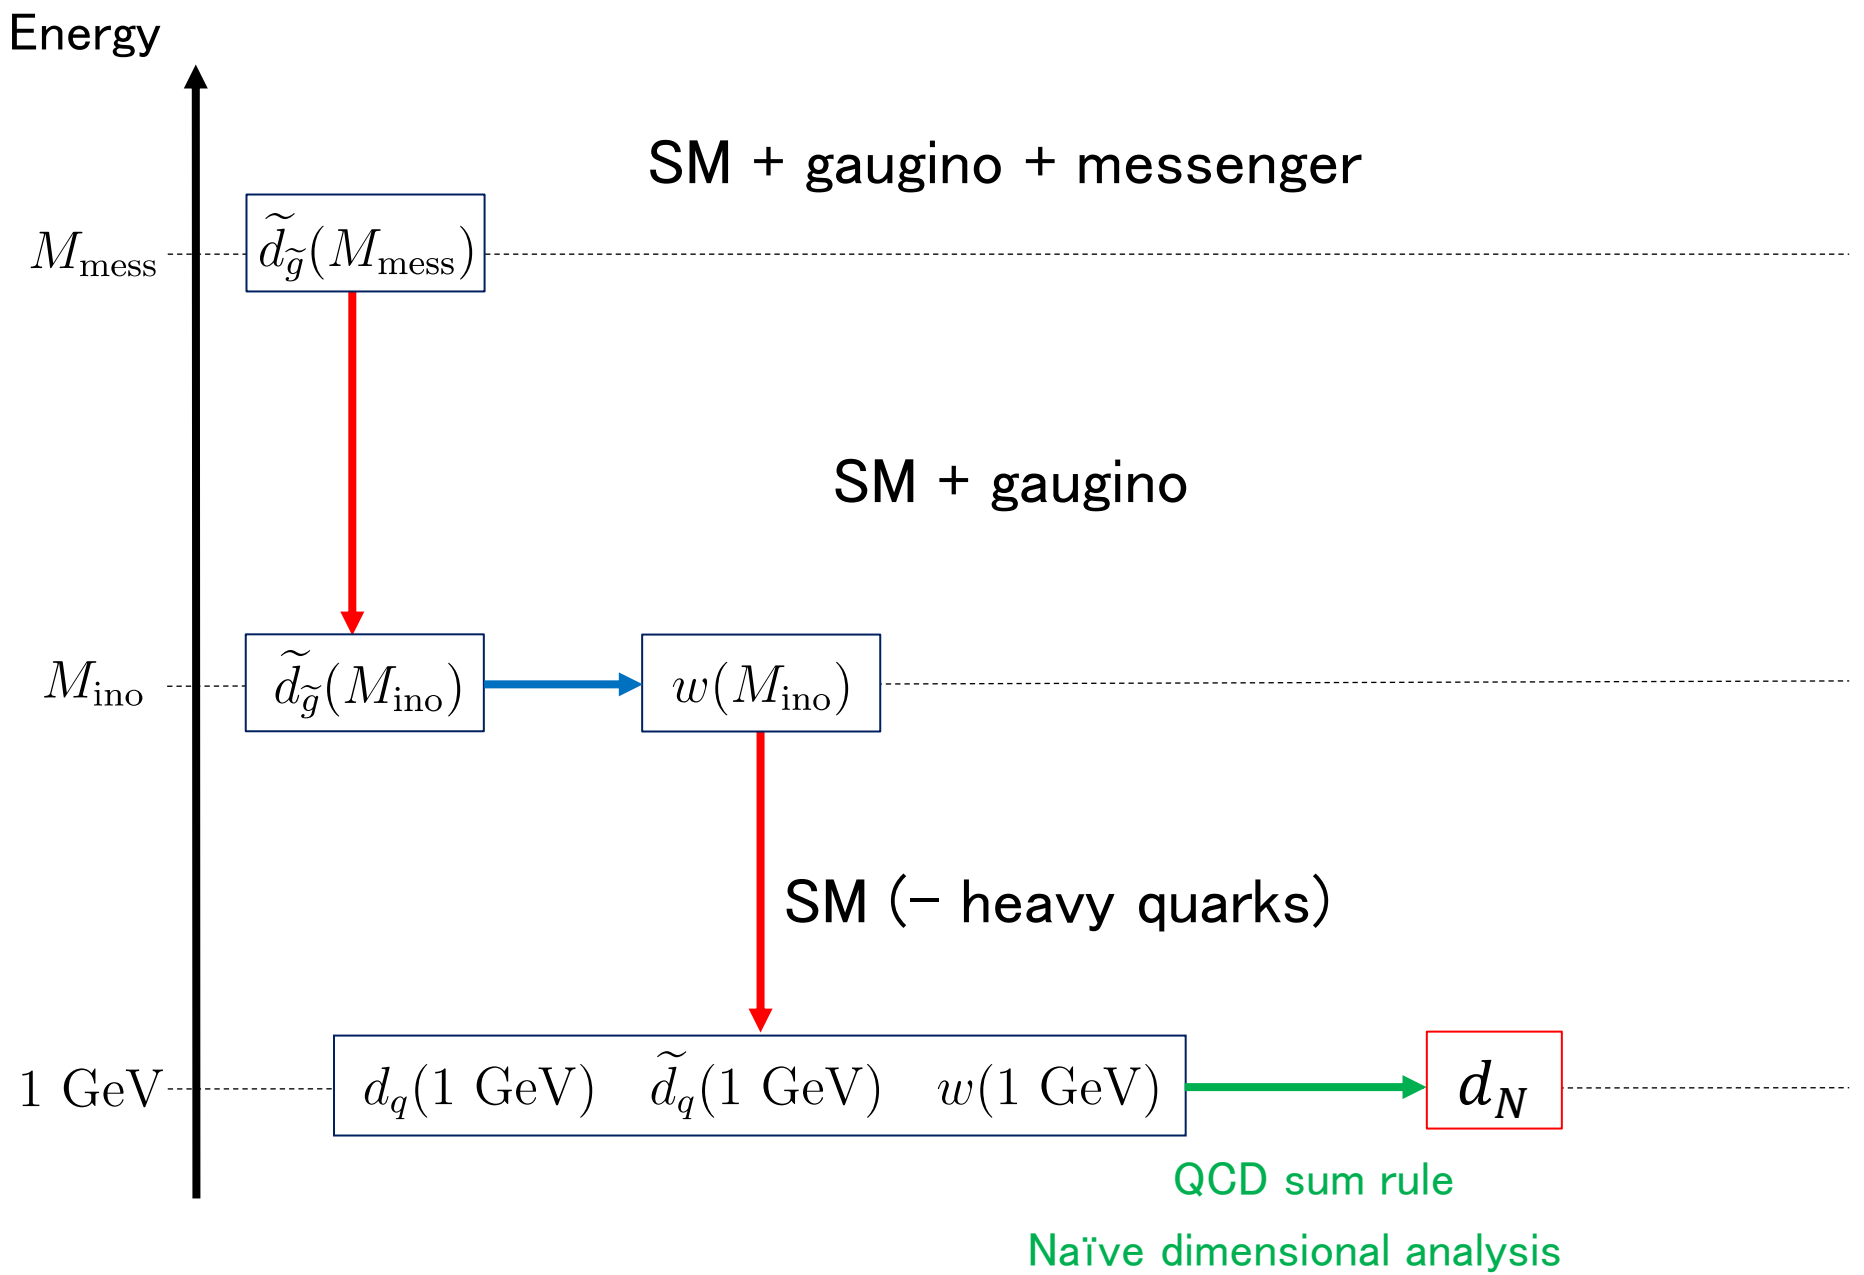 Energy
SM + gaugino + messenger
M_mess
d̃_g̃(M_mess)
SM + gaugino
M_ino
d̃_g̃(M_ino)
w(M_ino)
SM (− heavy quarks)
1 GeV
d_q(1 GeV) d̃_q(1 GeV) w(1 GeV)
d_N
QCD sum rule
Naïve dimensional analysis